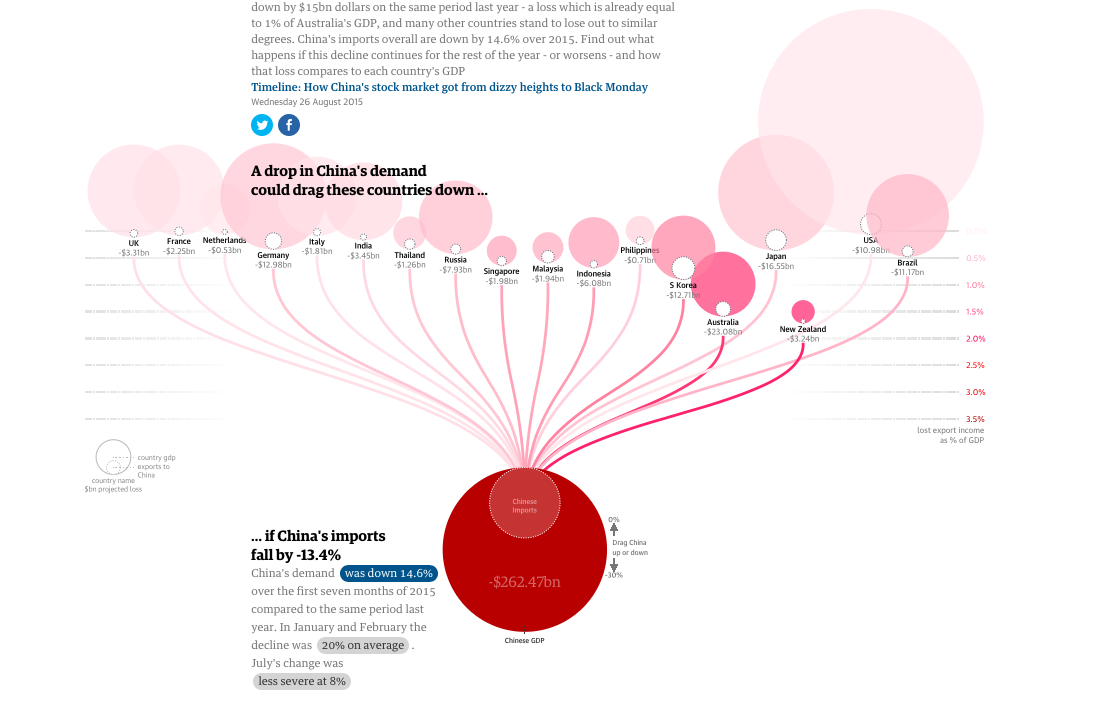 down by $15bn dollars on the same period last year - a loss which is already equal
to 1% of Australia's GDP, and many other countries stand to lose out to similar
degrees. China's imports overall are down by 14.6% over 2015. Find out what
happens if this decline continues for the rest of the year - or worsens - and how
that loss compares to each country's GDP
Timeline: How China's stock market got from dizzy heights to Black Monday
Wednesday 26 August 2015
A drop in China's demand
could drag these countries down ...
UK
-$3.31bn
France
-$2.25bn
Netherlands
-$0.53bn
Germany
-$12.98bn
Italy
-$1.81bn
India
-$3.45bn
Thailand
-$1.26bn
Russia
-$7.93bn
Singapore
-$1.98bn
Malaysia
-$1.94bn
Indonesia
-$6.08bn
Philippines
-$0.71bn
S Korea
-$12.71bn
Australia
-$23.08bn
Japan
-$16.55bn
New Zealand
-$3.24bn
USA
-$10.98bn
Brazil
-$11.17bn
0.5%
1.0%
1.5%
2.0%
2.5%
3.0%
3.5%
lost export income
as % of GDP
country gdp
exports to
China
country name
$bn projected loss
Chinese
Imports
-$262.47bn
Chinese GDP
0%
Drag China
up or down
-30%
... if China's imports
fall by -13.4%
China's demand was down 14.6%
over the first seven months of 2015
compared to the same period last
year. In January and February the
decline was 20% on average .
July's change was
less severe at 8%